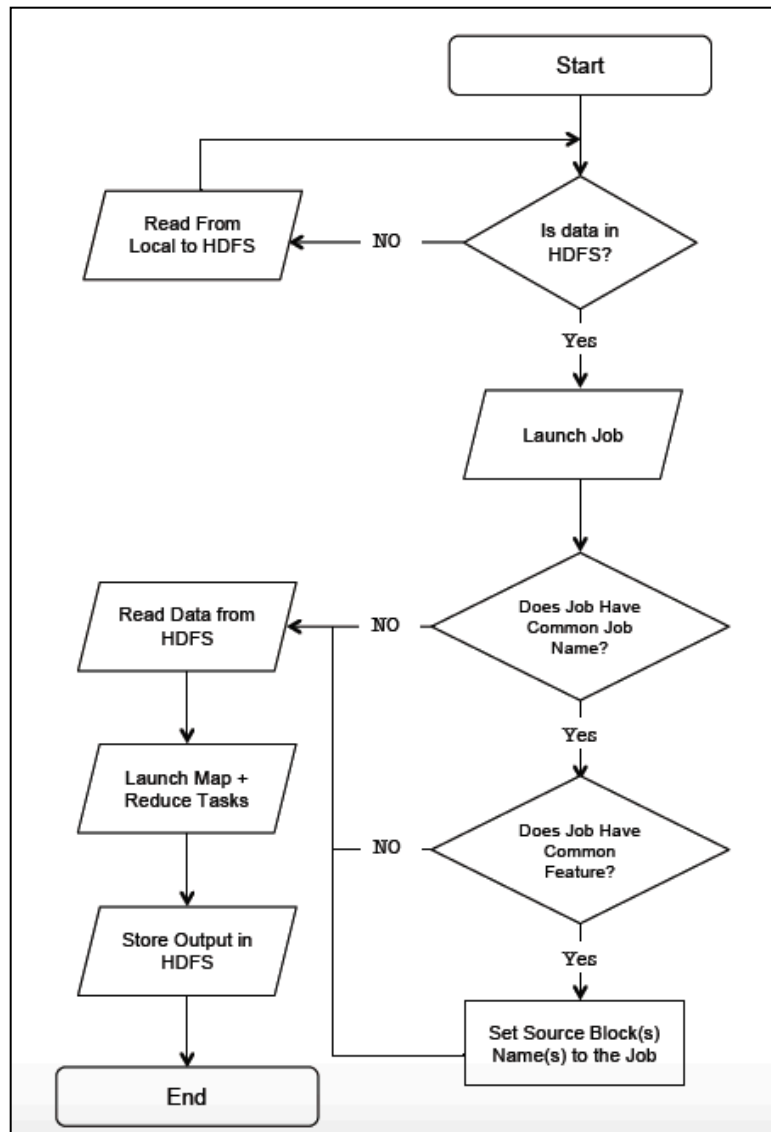 Start
Read From
Local to HDFS
NO
Is data in
HDFS?
Yes
Launch Job
Read Data from
HDFS
NO
Does Job Have
Common Job
Name?
Yes
Launch Map +
Reduce Tasks
NO
Does Job Have
Common
Feature?
Yes
Store Output in
HDFS
Set Source Block(s)
Name(s) to the Job
End